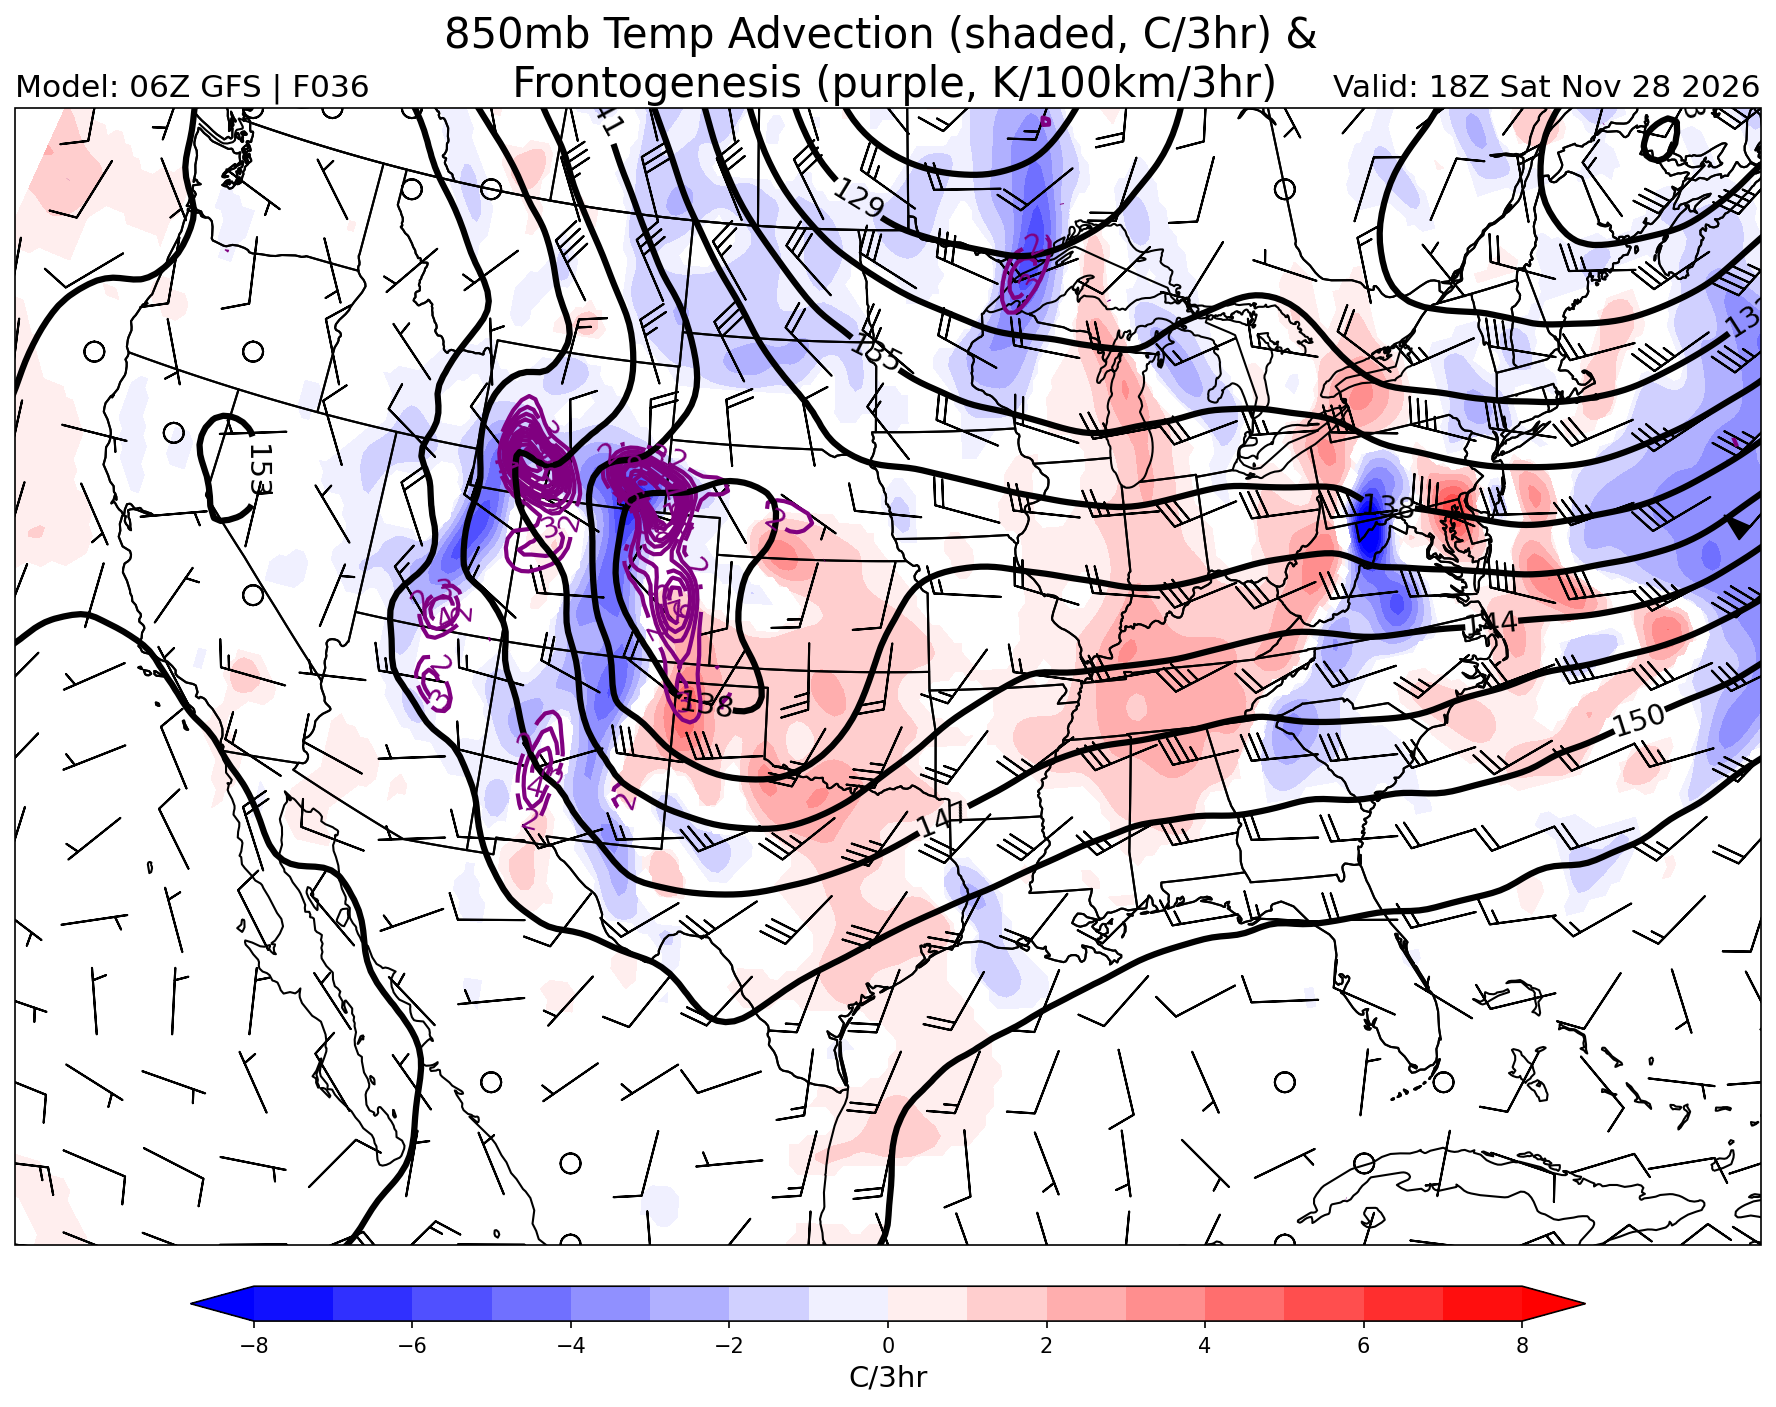 850mb Temp Advection (shaded, C/3hr) &
Frontogenesis (purple, K/100km/3hr)
Model: 06Z GFS | F036
Valid: 18Z Sat Nov 28 2026
129
135
153
138
144
138
150
147
−8 −6 −4 −2 0 2 4 6 8
C/3hr